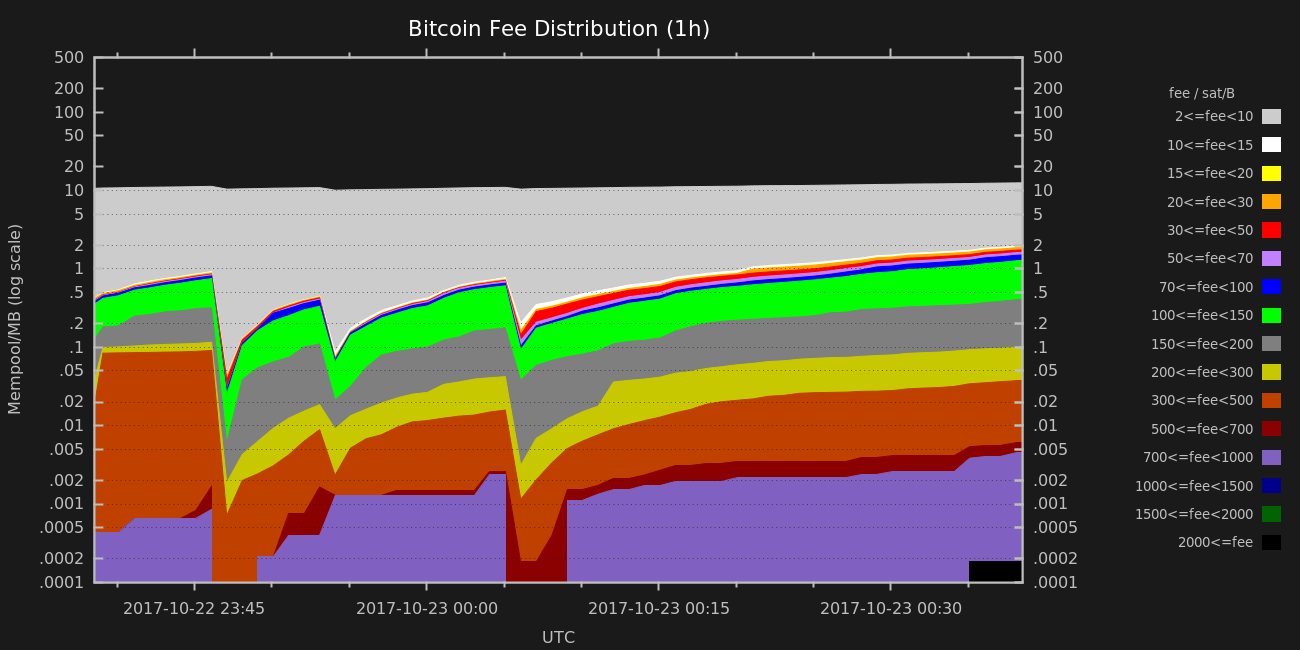 Bitcoin Fee Distribution (1h)
500 500
200 200
100 100
50 50
20 20
10 10
5 5
2 2
1 1
.5 .5
.2 .2
.1 .1
.05 .05
.02 .02
.01 .01
.005 .005
.002 .002
.001 .001
.0005 .0005
.0002 .0002
.0001 .0001
Mempool/MB (log scale)
2017-10-22 23:45 2017-10-23 00:00 2017-10-23 00:15 2017-10-23 00:30
UTC
fee / sat/B
2<=fee<10
10<=fee<15
15<=fee<20
20<=fee<30
30<=fee<50
50<=fee<70
70<=fee<100
100<=fee<150
150<=fee<200
200<=fee<300
300<=fee<500
500<=fee<700
700<=fee<1000
1000<=fee<1500
1500<=fee<2000
2000<=fee